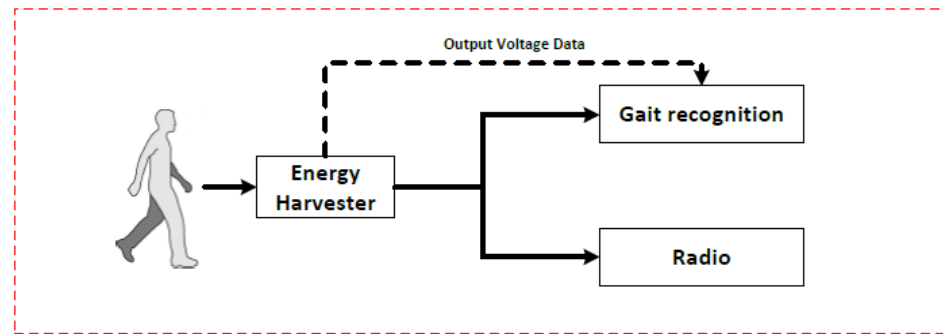 Output Voltage Data
Gait recognition
Energy
Harvester
Radio